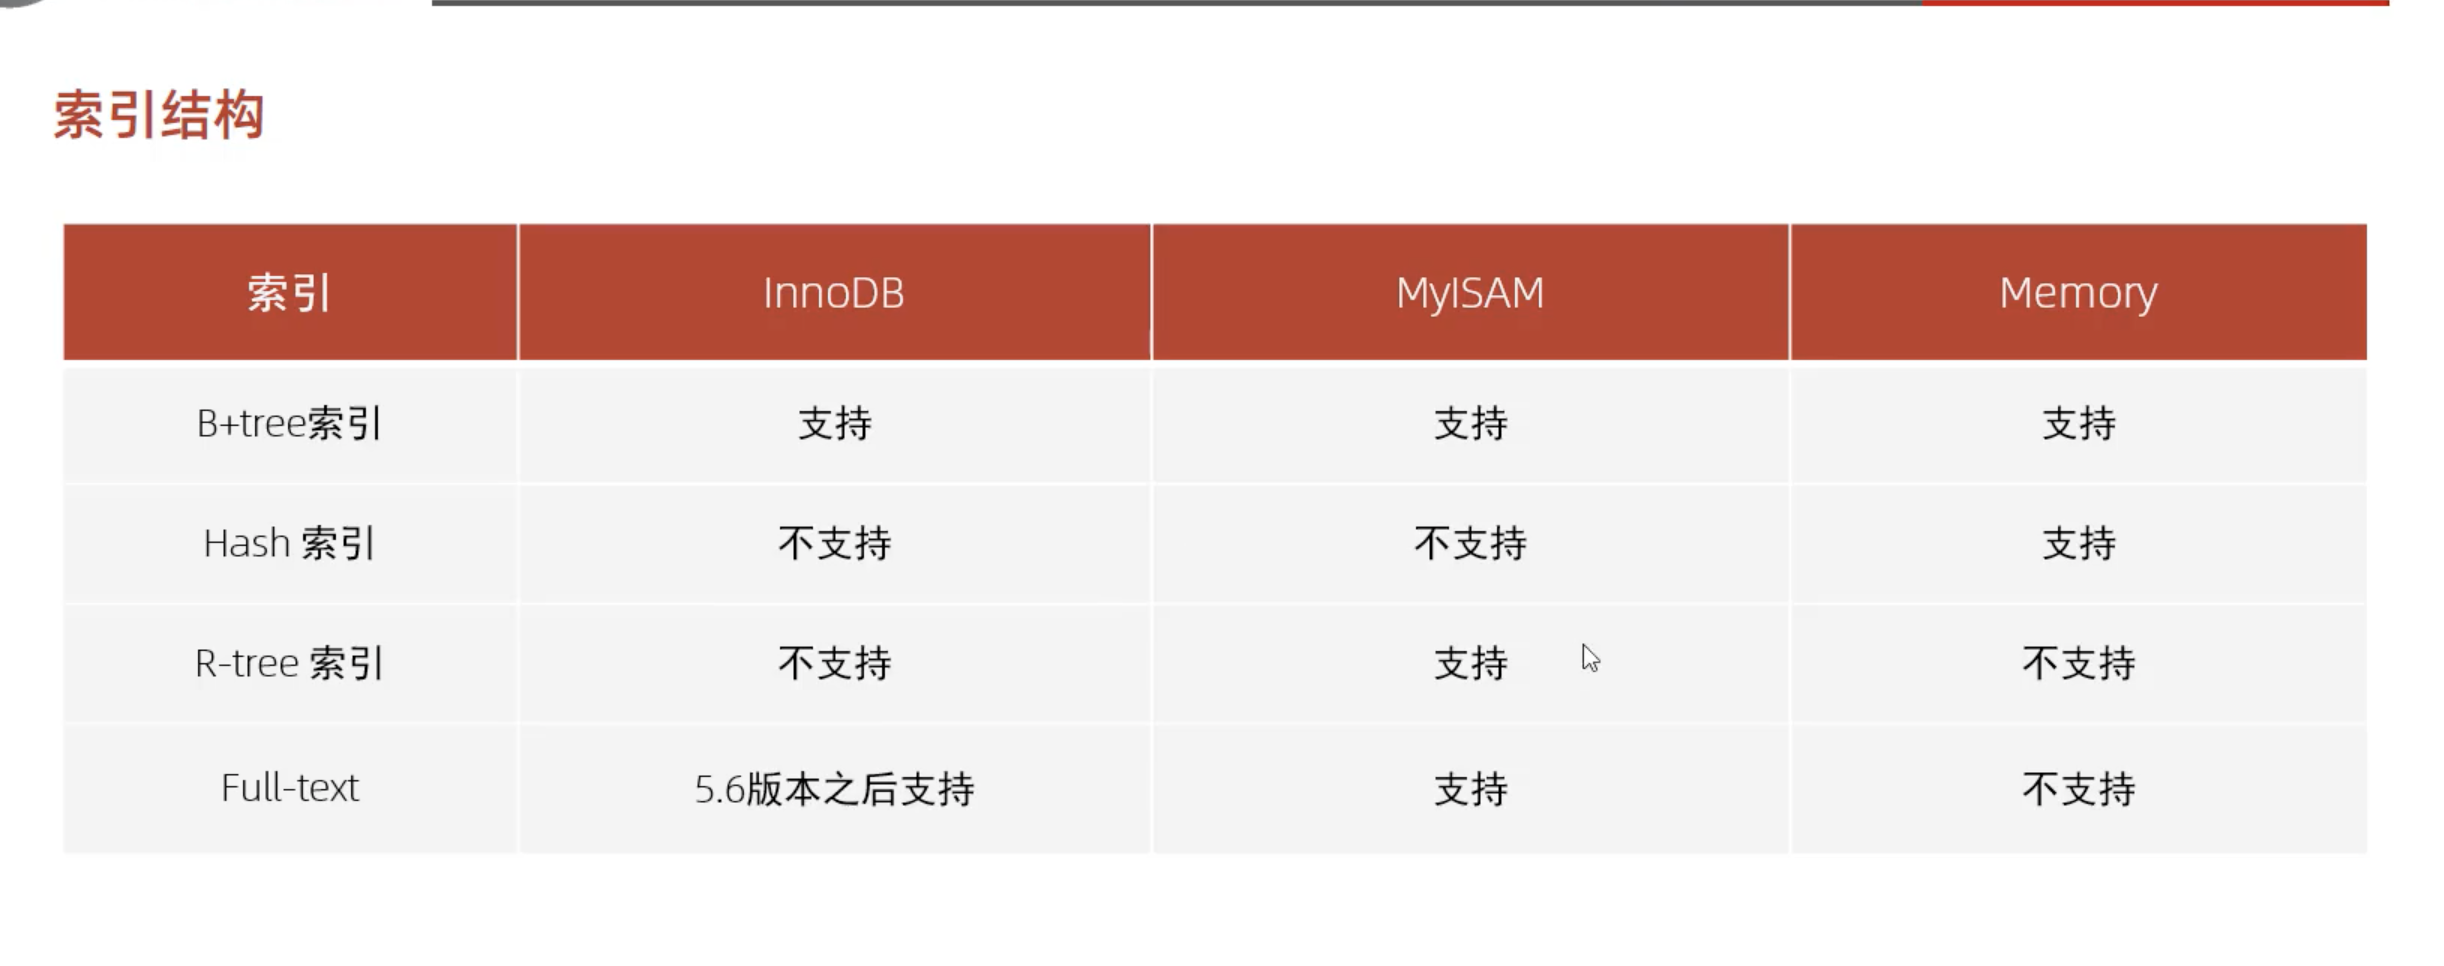 索引结构
索引 InnoDB MyISAM Memory
B+tree索引 支持 支持 支持
Hash 索引 不支持 不支持 支持
R-tree 索引 不支持 支持 不支持
Full-text 5.6版本之后支持 支持 不支持